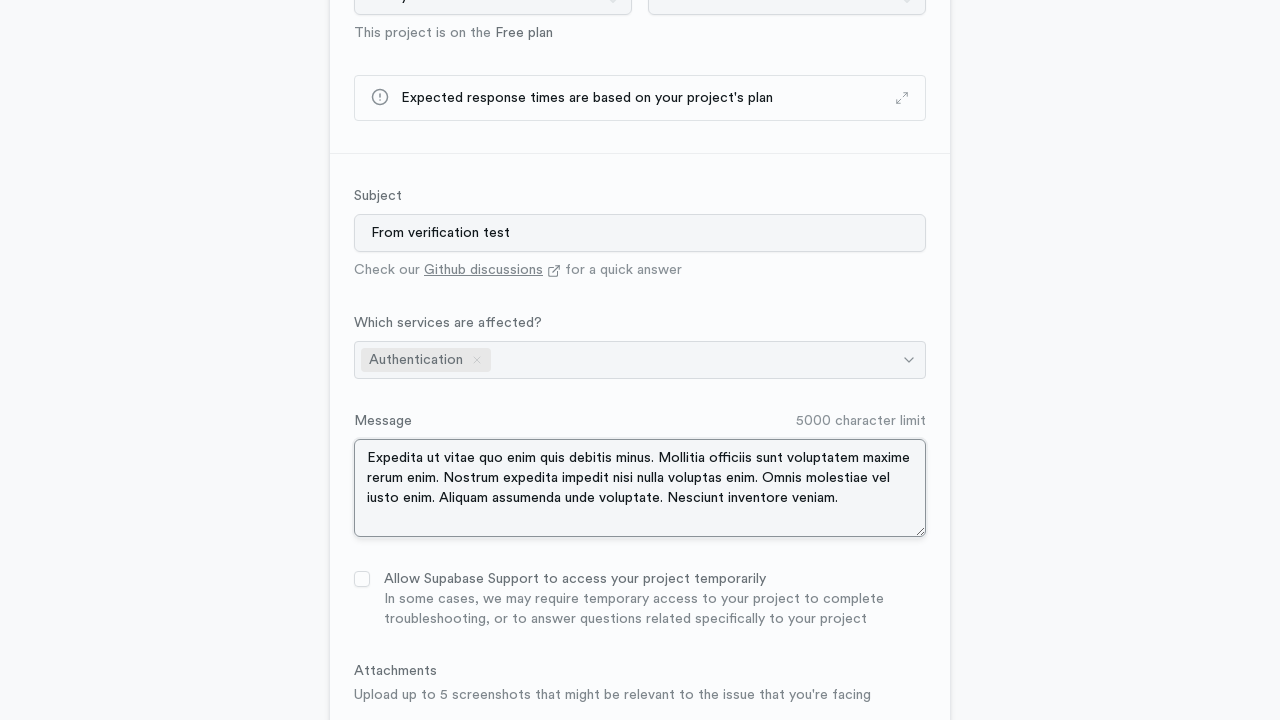 This project is on the Free plan
Expected response times are based on your project's plan
Subject
From verification test
Check our Github discussions for a quick answer
Which services are affected?
Authentication
Message
5000 character limit
Expedita ut vitae quo enim quis debitis minus. Mollitia officiis sunt voluptatem maxime
rerum enim. Nostrum expedita impedit nisi nulla voluptas enim. Omnis molestiae vel
iusto enim. Aliquam assumenda unde voluptate. Nesciunt inventore veniam.
Allow Supabase Support to access your project temporarily
In some cases, we may require temporary access to your project to complete
troubleshooting, or to answer questions related specifically to your project
Attachments
Upload up to 5 screenshots that might be relevant to the issue that you're facing